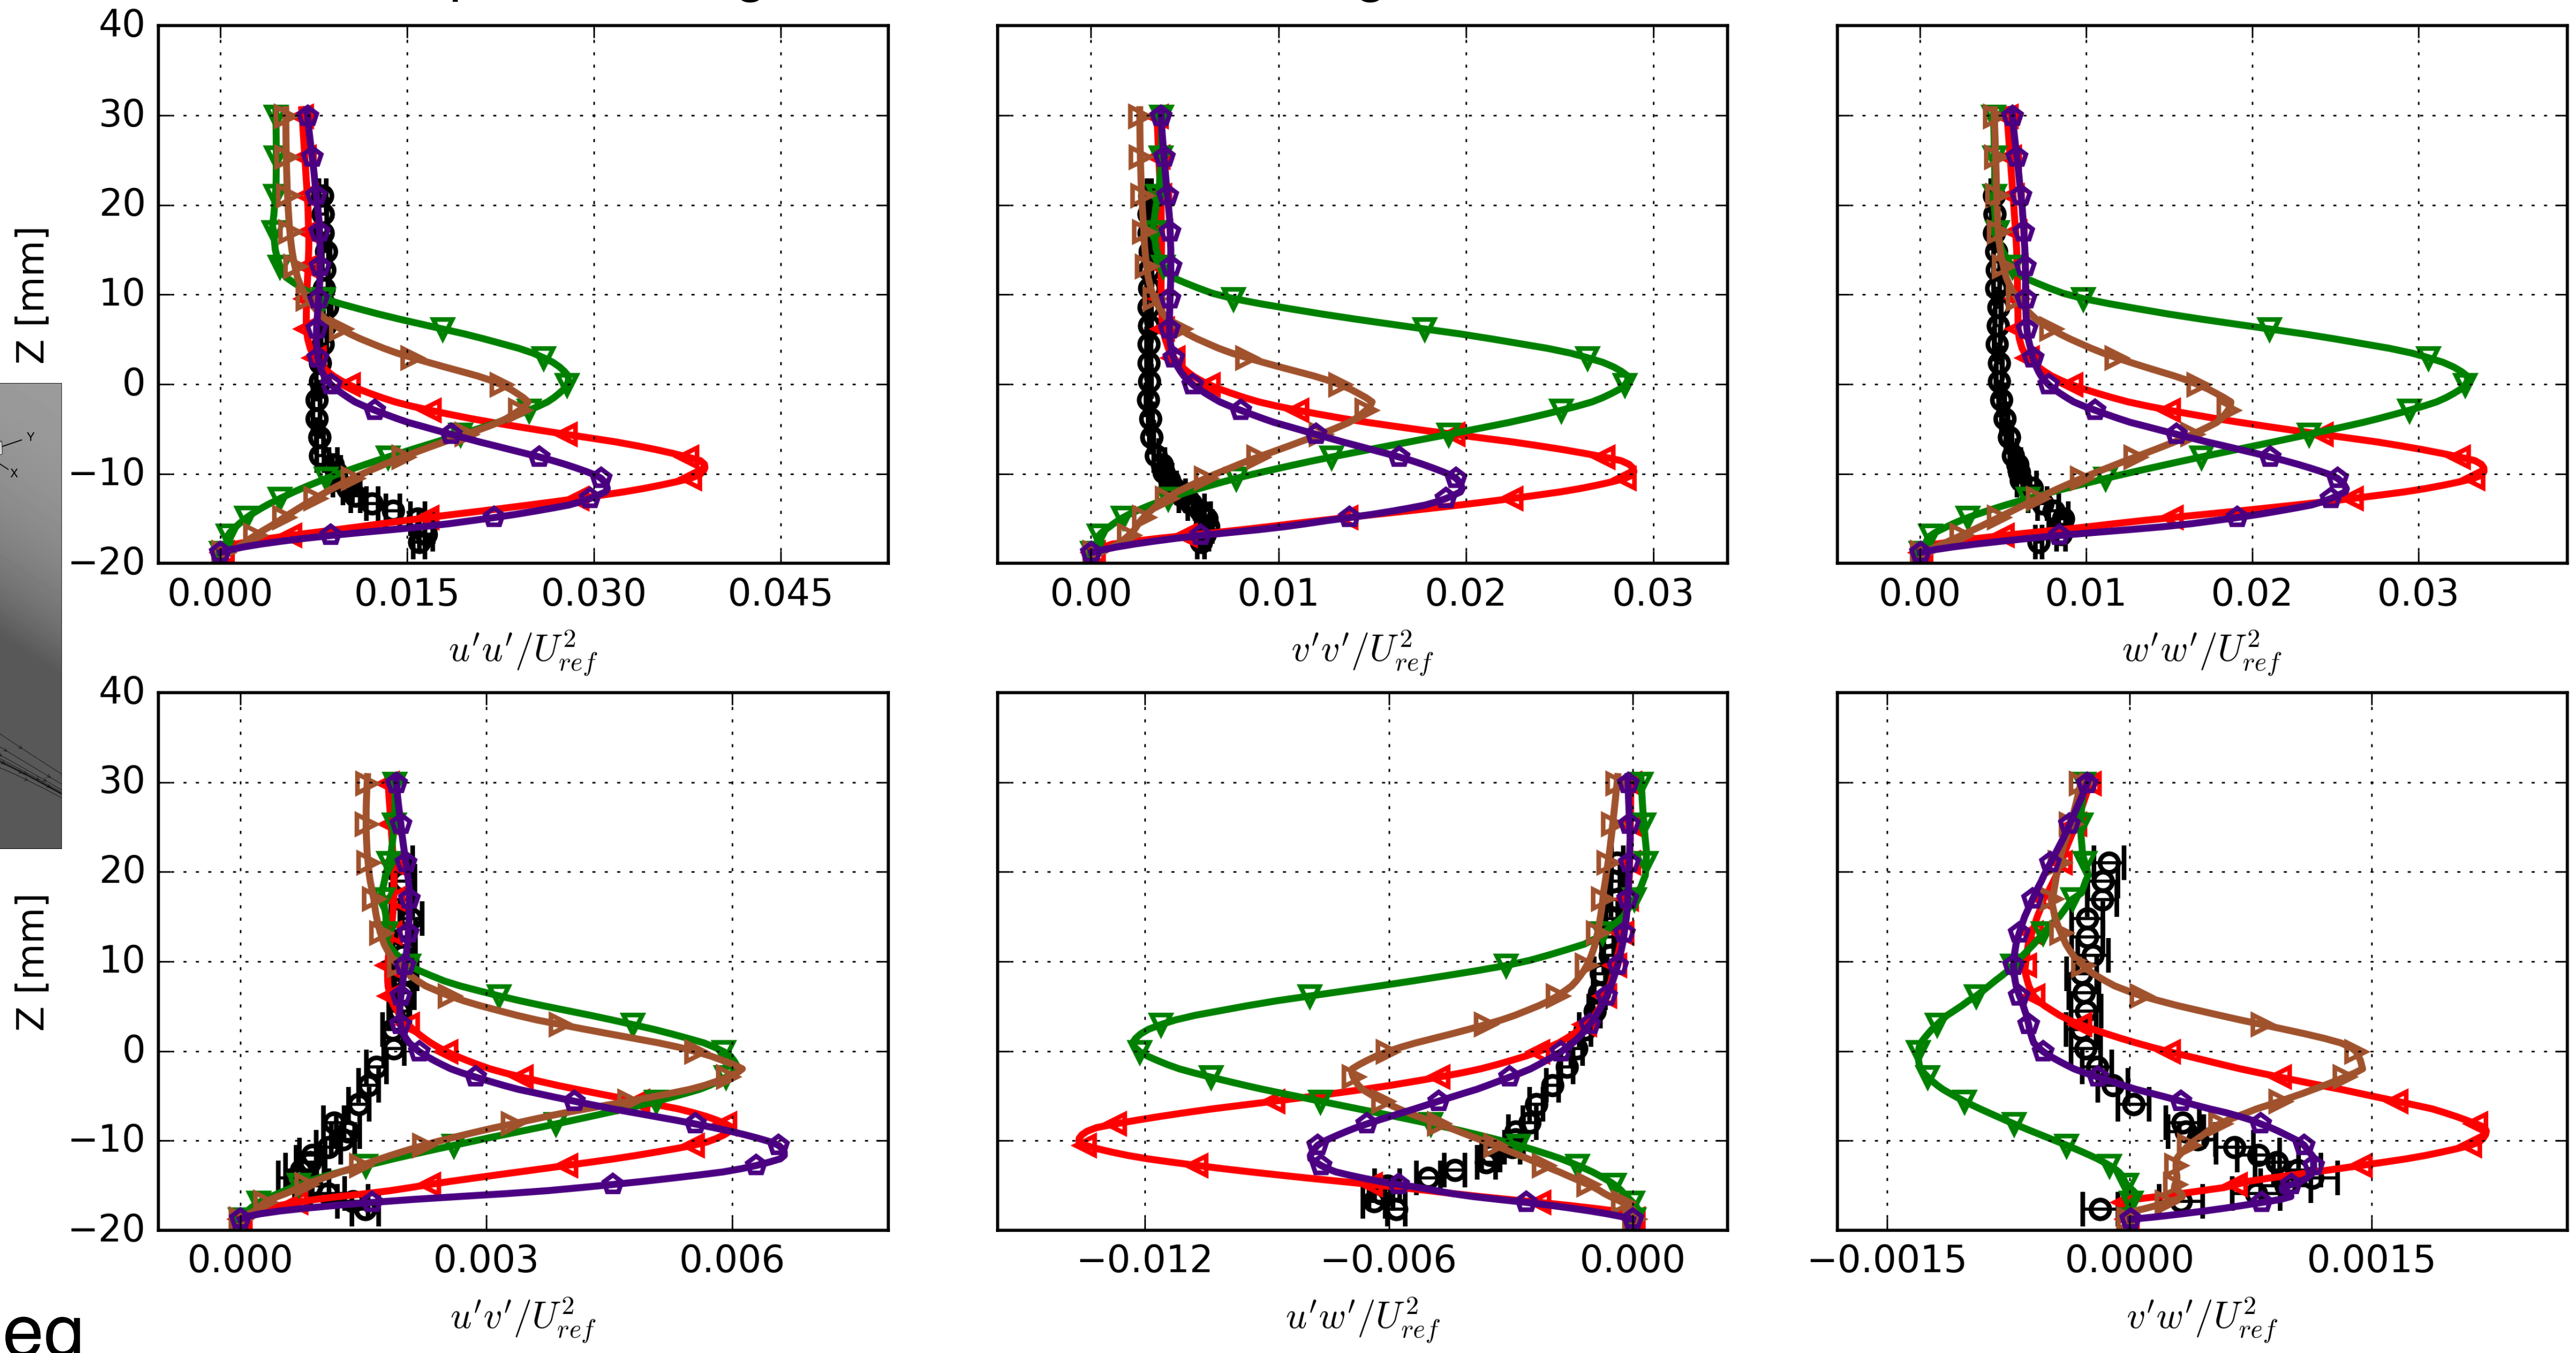 40
30
20
10
0
−10
−20
Z [mm]
0.000 0.015 0.030 0.045
u′u′/U²ref
0.00 0.01 0.02 0.03
v′v′/U²ref
0.00 0.01 0.02 0.03
w′w′/U²ref
Y
X
40
30
20
10
0
−10
−20
Z [mm]
0.000 0.003 0.006
u′v′/U²ref
−0.012 −0.006 0.000
u′w′/U²ref
−0.0015 0.0000 0.0015
v′w′/U²ref
eg